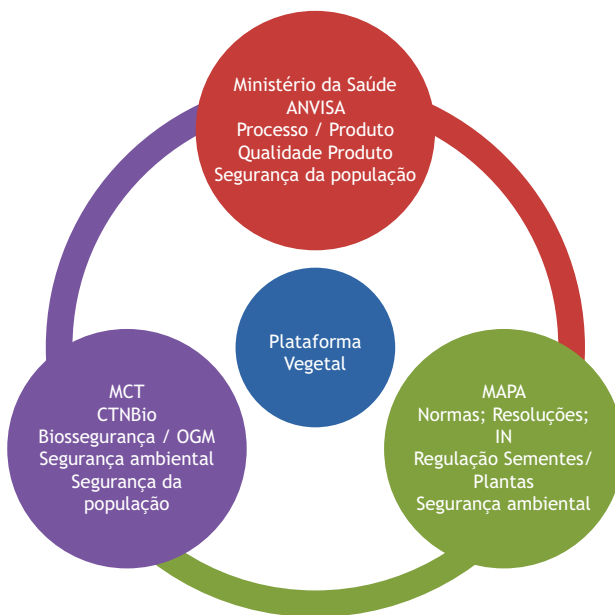 Ministério da Saúde
ANVISA
Processo / Produto
Qualidade Produto
Segurança da população
Plataforma
Vegetal
MCT
CTNBio
Biossegurança / OGM
Segurança ambiental
Segurança da
população
MAPA
Normas; Resoluções;
IN
Regulação Sementes/
Plantas
Segurança ambiental